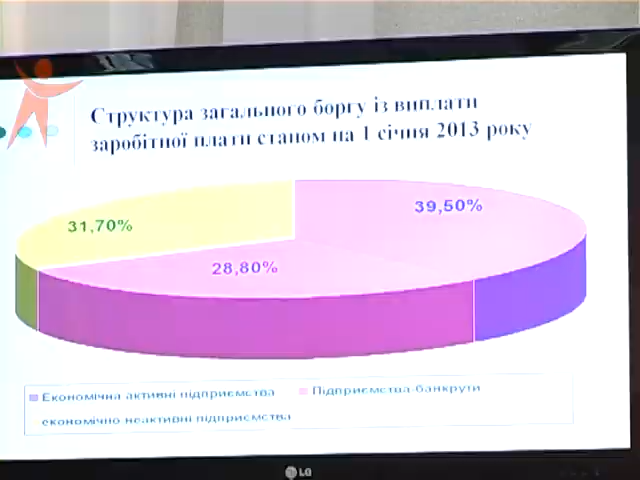 Структура загального боргу із виплати
заробітної плати станом на 1 січня 2013 року
39,50%
31,70%
28,80%
Економічна активні підприємства
Підприємства-банкрути
економічно неактивні підприємства
LG